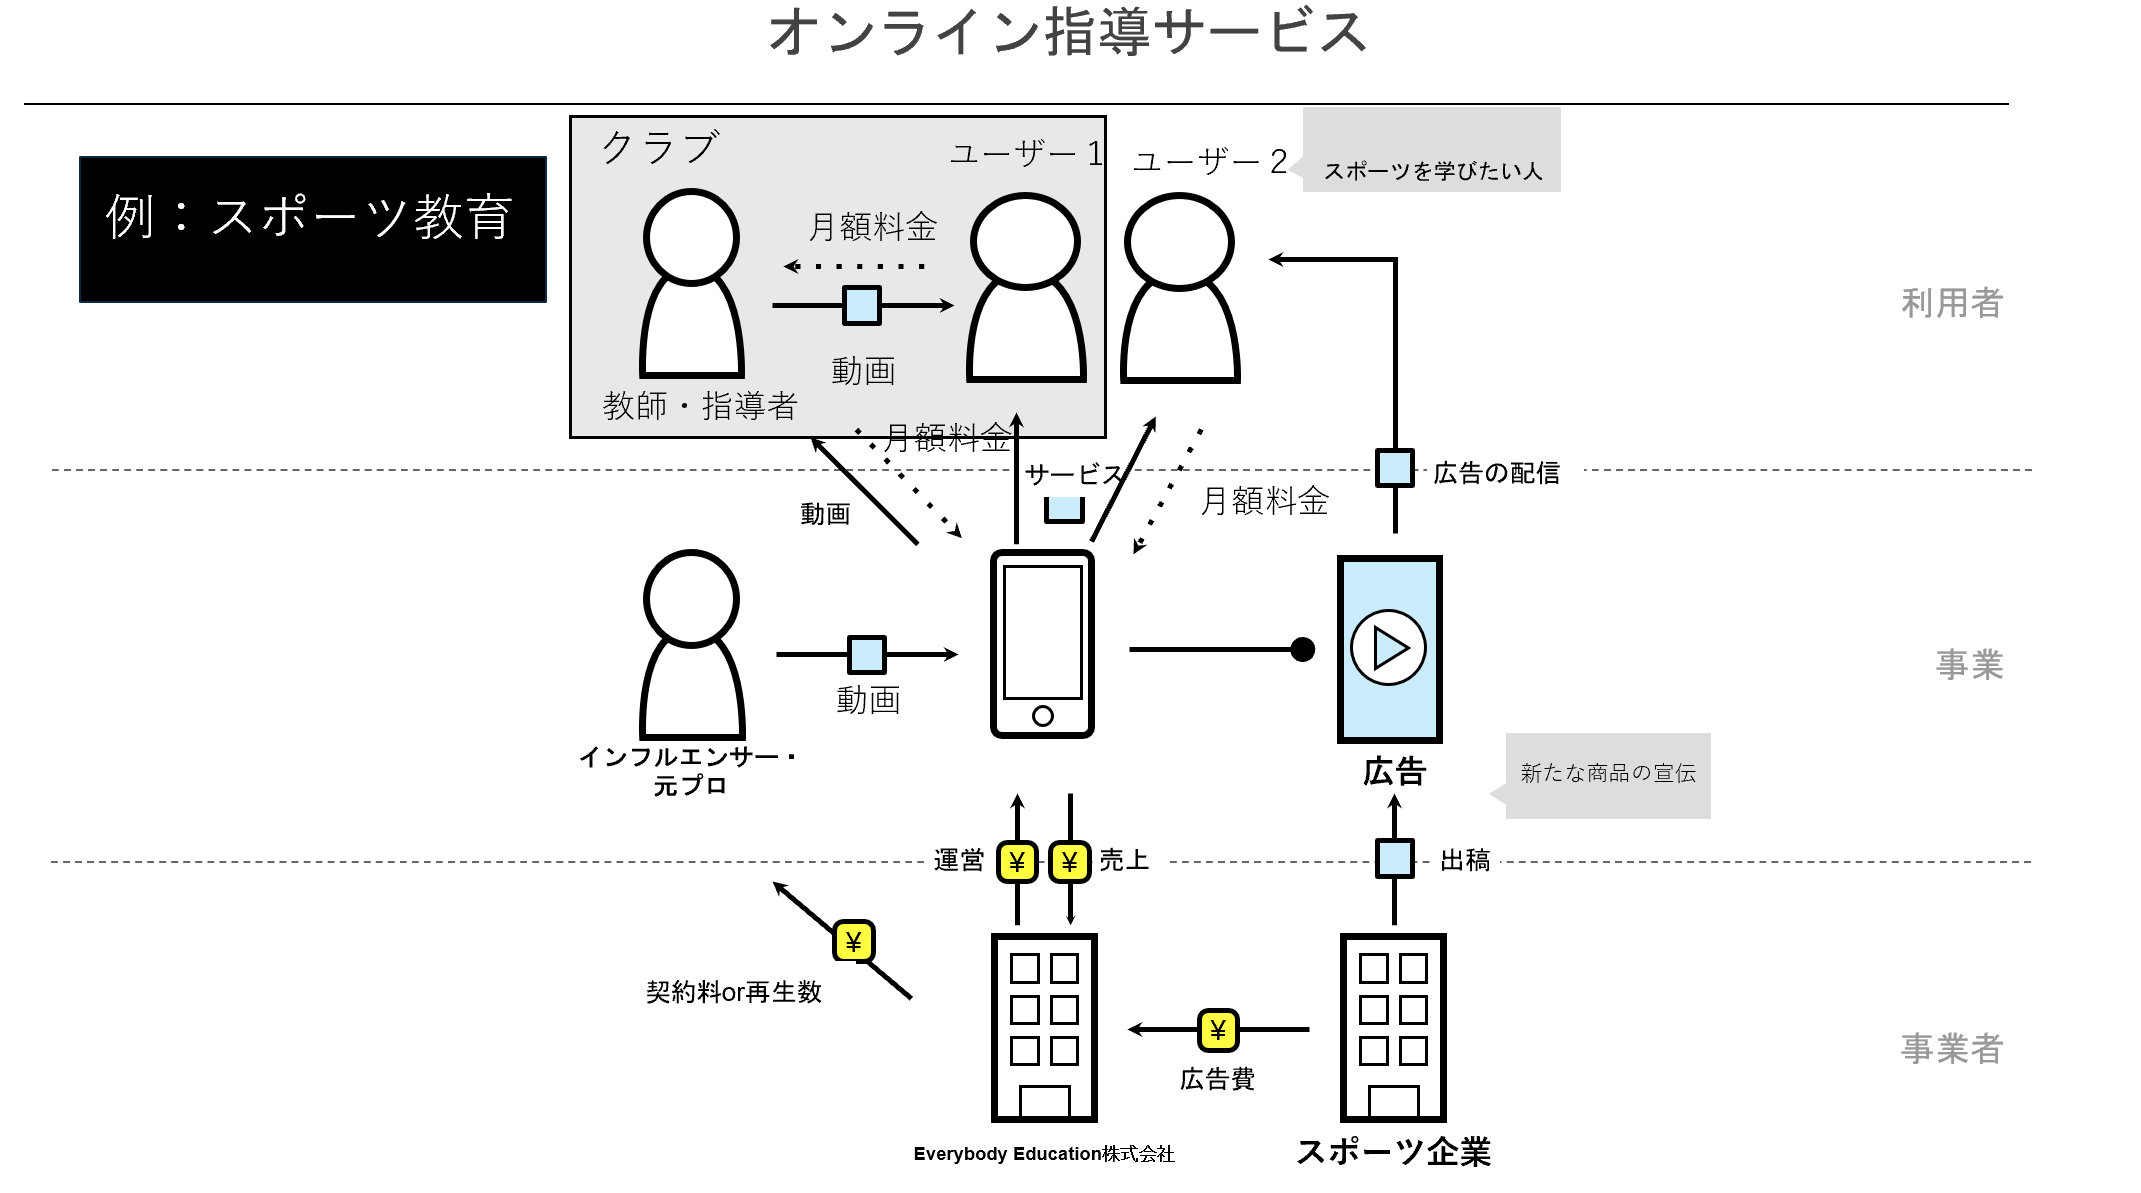 オンライン指導サービス
例：スポーツ教育
クラブ
ユーザー1
ユーザー2
スポーツを学びたい人
月額料金
動画
教師・指導者
利用者
月額料金
サービス
動画
月額料金
広告の配信
動画
インフルエンサー・
元プロ
事業
広告
新たな商品の宣伝
運営
¥
¥
売上
出稿
¥
契約料or再生数
¥
広告費
事業者
Everybody Education株式会社
スポーツ企業